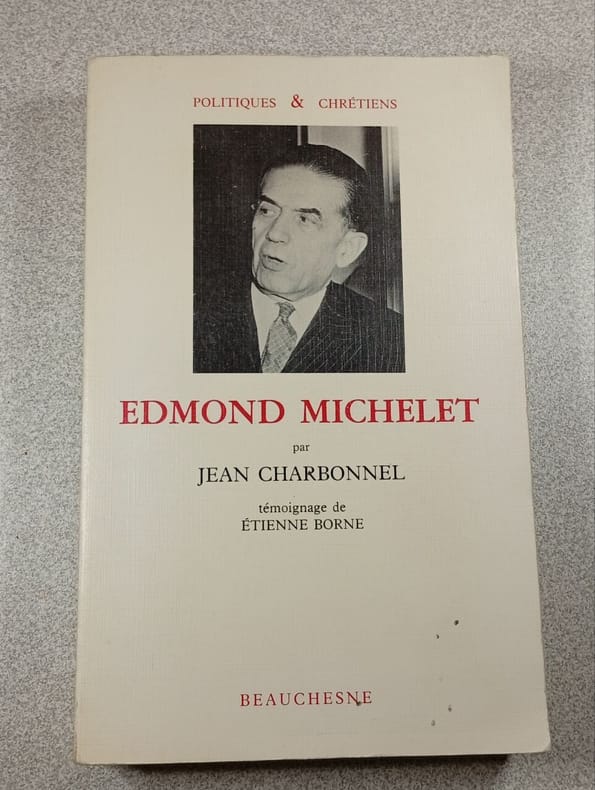 POLITIQUES & CHRÉTIENS
EDMOND MICHELET
par
JEAN CHARBONNEL
témoignage de
ÉTIENNE BORNE
BEAUCHESNE